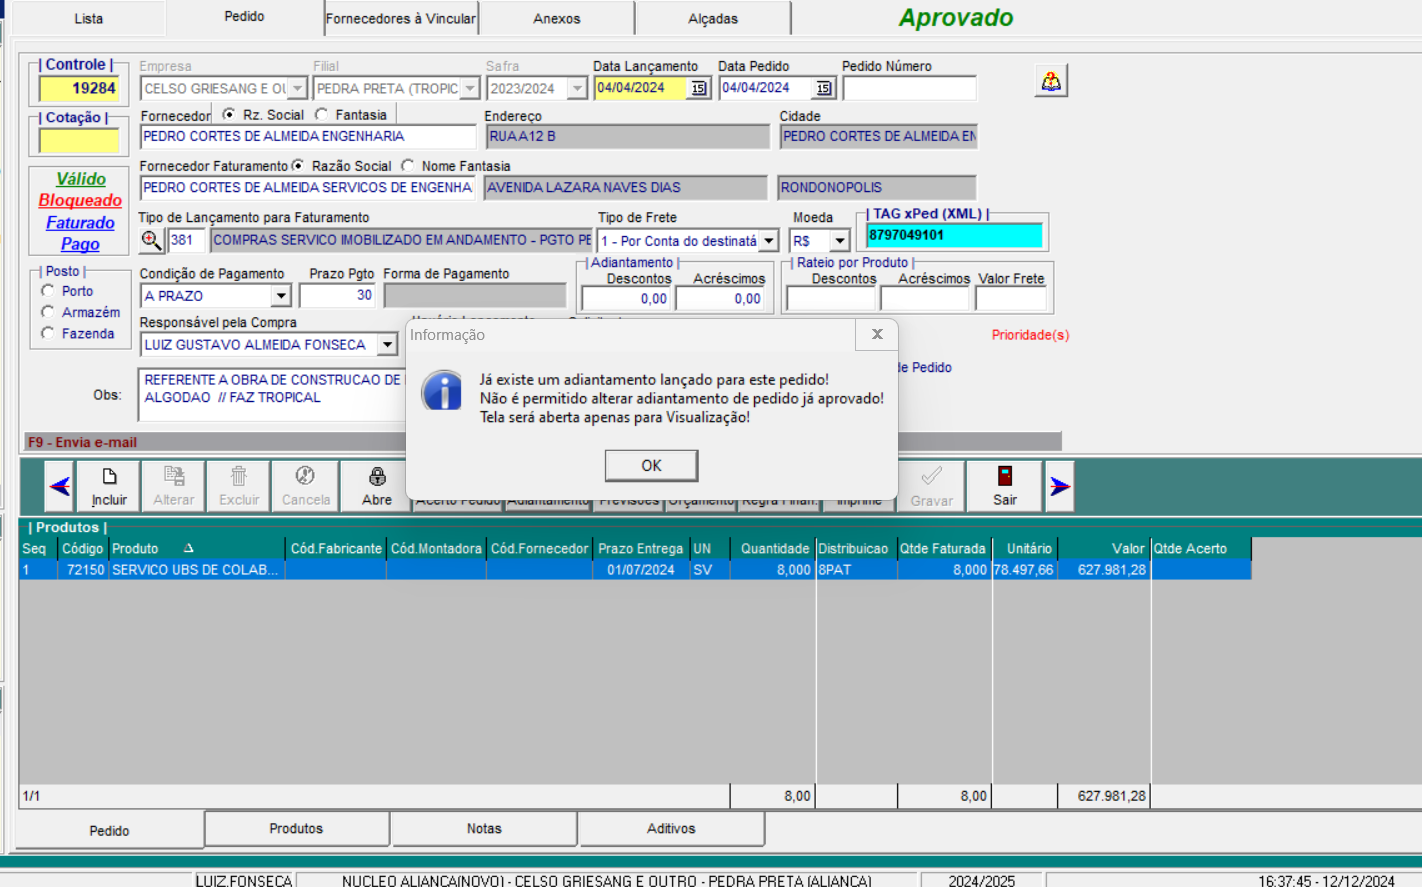 Lista Pedido Fornecedores à Vincular Anexos Alçadas Aprovado
| Controle |
19284
Empresa Filial Safra Data Lançamento Data Pedido Pedido Número
CELSO GRIESANG E OU PEDRA PRETA (TROPIC 2023/2024 04/04/2024 15 04/04/2024 15
| Cotação |
Fornecedor Rz. Social Fantasia Endereço Cidade
PEDRO CORTES DE ALMEIDA ENGENHARIA RUA A12 B PEDRO CORTES DE ALMEIDA EN
Fornecedor Faturamento Razão Social Nome Fantasia
PEDRO CORTES DE ALMEIDA SERVICOS DE ENGENHA AVENIDA LAZARA NAVES DIAS RONDONOPOLIS
Válido
Bloqueado
Faturado
Pago
Tipo de Lançamento para Faturamento Tipo de Frete Moeda | TAG xPed (XML) |
381 COMPRAS SERVICO IMOBILIZADO EM ANDAMENTO - PGTO PE 1 - Por Conta do destinatá R$ 8797049101
| Posto |
Porto
Armazém
Fazenda
Condição de Pagamento Prazo Pgto Forma de Pagamento
A PRAZO 30
| Adiantamento |
Descontos Acréscimos
0,00 0,00
| Rateio por Produto |
Descontos Acréscimos Valor Frete
Responsável pela Compra
LUIZ GUSTAVO ALMEIDA FONSECA
Prioridade(s)
de Pedido
Obs:
REFERENTE A OBRA DE CONSTRUCAO DE
ALGODAO // FAZ TROPICAL
Informação X
Já existe um adiantamento lançado para este pedido!
Não é permitido alterar adiantamento de pedido já aprovado!
Tela será aberta apenas para Visualização!
OK
F9 - Envia e-mail
Incluir Alterar Excluir Cancela Abre Acerto Pedido Adiantamento Previsões Orçamento Regra Finan. Imprime Gravar Sair
| Produtos |
Seq Código Produto Cód.Fabricante Cód.Montadora Cód.Fornecedor Prazo Entrega UN Quantidade Distribuicao Qtde Faturada Unitário Valor Qtde Acerto
1 72150 SERVICO UBS DE COLAB... 01/07/2024 SV 8,000 8PAT 8,000 78.497,66 627.981,28
1/1 8,00 8,00 627.981,28
Pedido Produtos Notas Aditivos
LUIZ.FONSECA NUCLEO ALIANCA(NOVO) - CELSO GRIESANG E OUTRO - PEDRA PRETA (ALIANCA) 2024/2025 16:37:45 - 12/12/2024